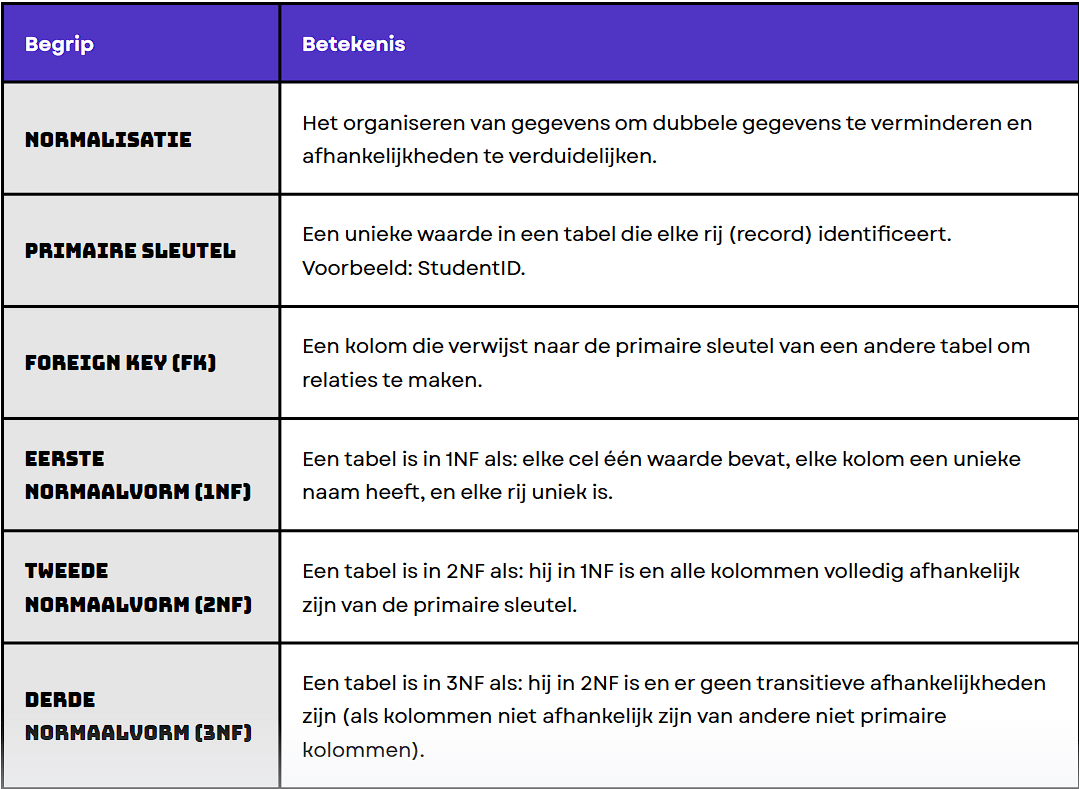 Begrip
Betekenis
NORMALISATIE
Het organiseren van gegevens om dubbele gegevens te verminderen en
afhankelijkheden te verduidelijken.
PRIMAIRE SLEUTEL
Een unieke waarde in een tabel die elke rij (record) identificeert.
Voorbeeld: StudentID.
FOREIGN KEY (FK)
Een kolom die verwijst naar de primaire sleutel van een andere tabel om
relaties te maken.
EERSTE
NORMAALVORM (1NF)
Een tabel is in 1NF als: elke cel één waarde bevat, elke kolom een unieke
naam heeft, en elke rij uniek is.
TWEEDE
NORMAALVORM (2NF)
Een tabel is in 2NF als: hij in 1NF is en alle kolommen volledig afhankelijk
zijn van de primaire sleutel.
DERDE
NORMAALVORM (3NF)
Een tabel is in 3NF als: hij in 2NF is en er geen transitieve afhankelijkheden
zijn (als kolommen niet afhankelijk zijn van andere niet primaire
kolommen).